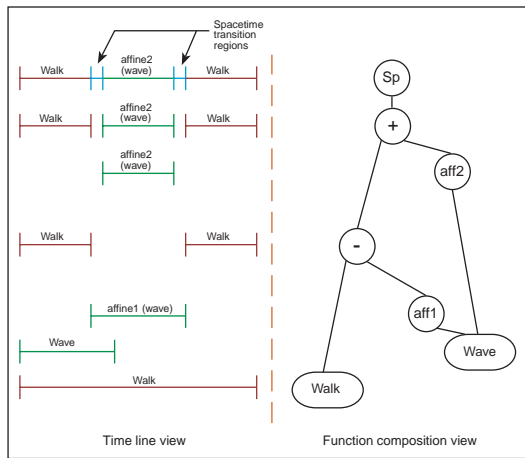 Spacetime
transition
regions
Walk
affine2
(wave)
Walk
Walk
affine2
(wave)
Walk
affine2
(wave)
Walk
Walk
affine1 (wave)
Wave
Walk
Time line view
Sp
+
aff2
-
aff1
Wave
Walk
Function composition view